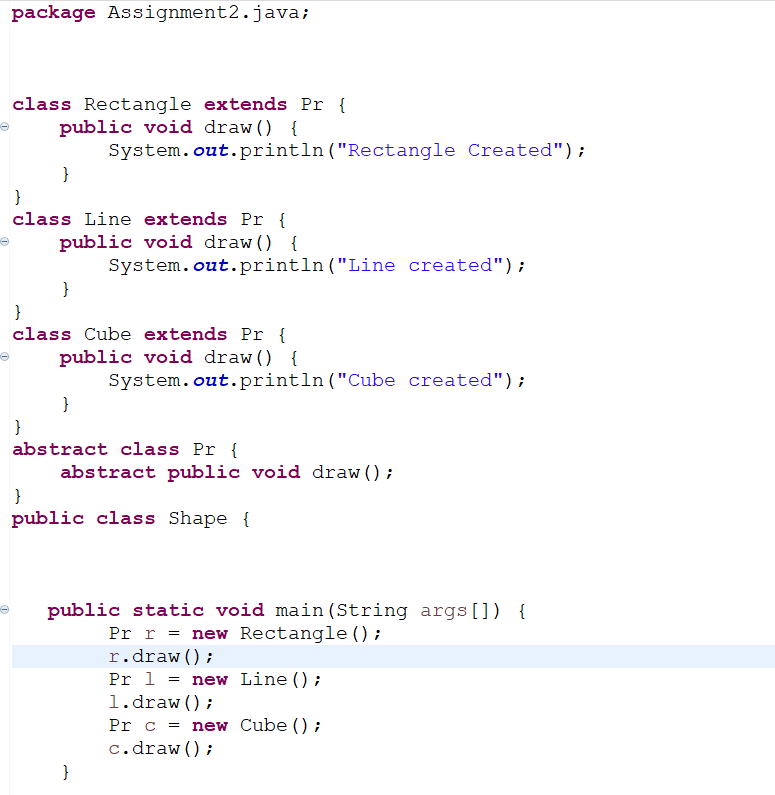 package Assignment2.java;
class Rectangle extends Pr {
    public void draw() {
        System.out.println("Rectangle Created");
    }
}
class Line extends Pr {
    public void draw() {
        System.out.println("Line created");
    }
}
class Cube extends Pr {
    public void draw() {
        System.out.println("Cube created");
    }
}
abstract class Pr {
    abstract public void draw();
}
public class Shape {
   public static void main(String args[]) {
        Pr r = new Rectangle();
        r.draw();
        Pr l = new Line();
        l.draw();
        Pr c = new Cube();
        c.draw();
    }